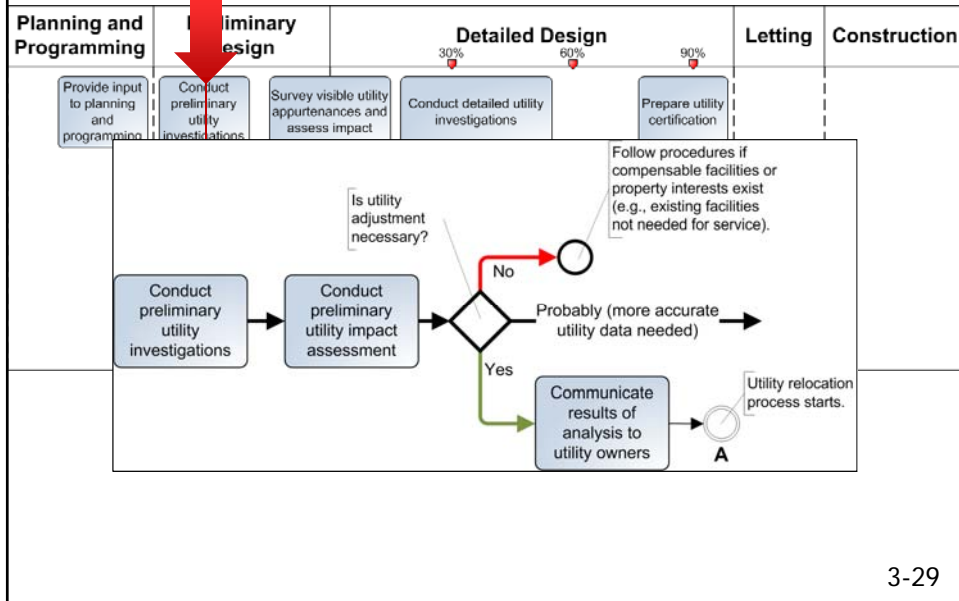 Planning and
Programming
Preliminary
Design
Detailed Design
Letting
Construction
30%
60%
90%
Provide input
to planning
and
programming
Conduct
preliminary
utility
investigations
Survey visible utility
appurtenances and
assess impact
Conduct detailed utility
investigations
Prepare utility
certification
Follow procedures if
compensable facilities or
property interests exist
(e.g., existing facilities
not needed for service).
Is utility
adjustment
necessary?
No
Conduct
preliminary
utility
investigations
Conduct
preliminary
utility impact
assessment
Probably (more accurate
utility data needed)
Yes
Communicate
results of
analysis to
utility owners
Utility relocation
process starts.
A
3-29